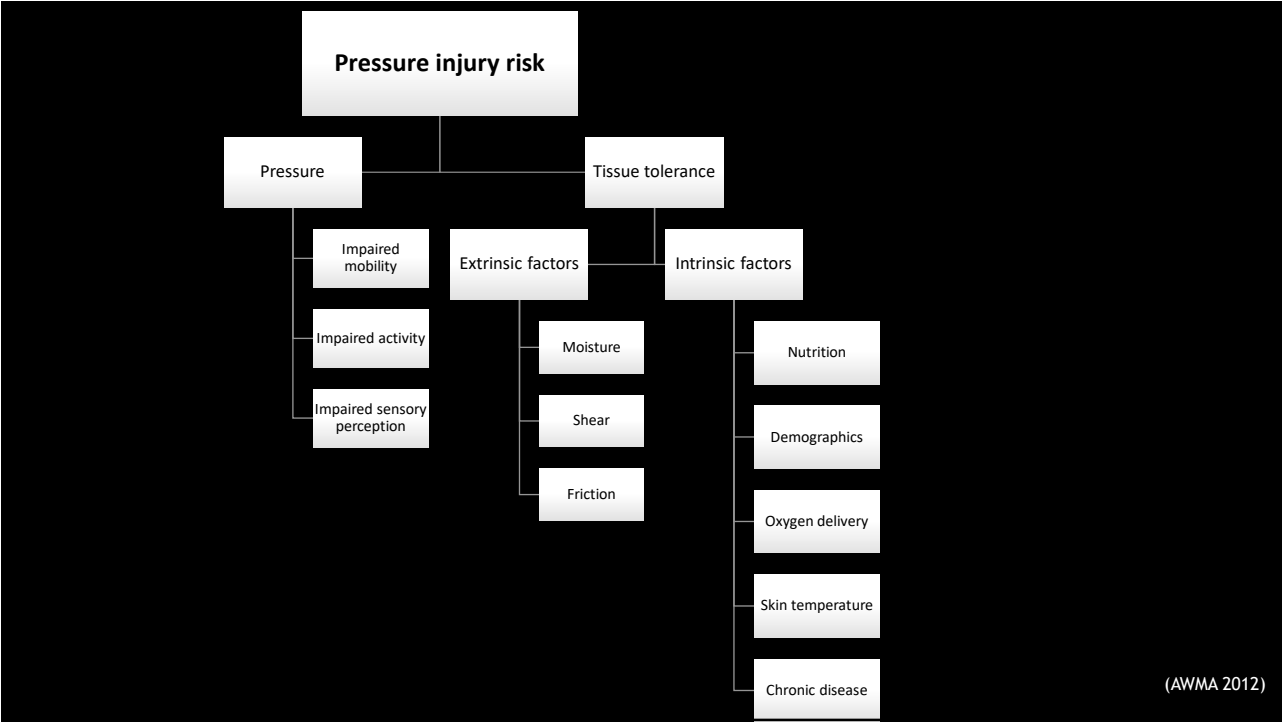 Pressure injury risk
Pressure
Tissue tolerance
Impaired
mobility
Impaired activity
Impaired sensory
perception
Extrinsic factors
Moisture
Shear
Friction
Intrinsic factors
Nutrition
Demographics
Oxygen delivery
Skin temperature
Chronic disease
(AWMA 2012)